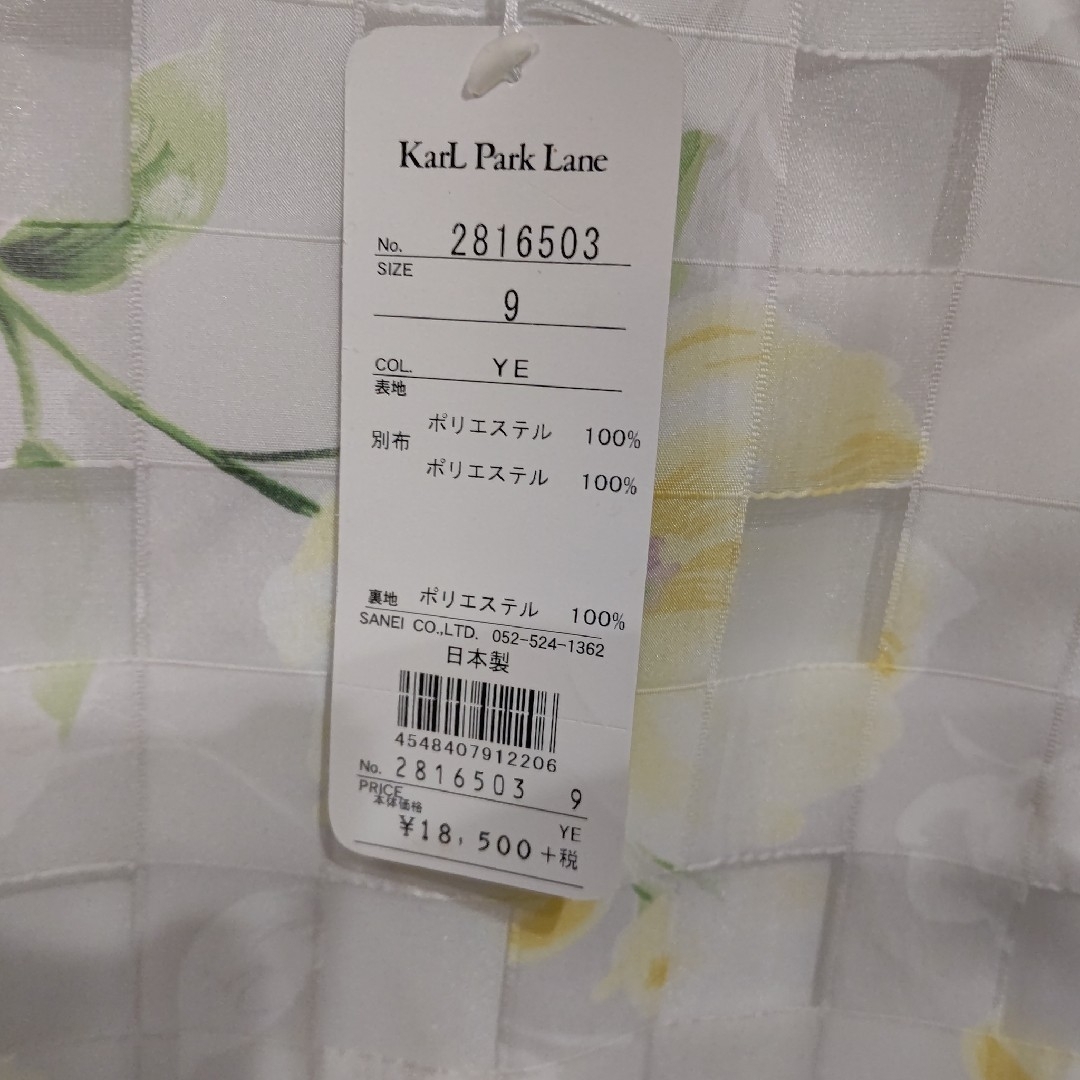 KarL Park Lane
No. 2816503
SIZE
9
COL. YE
表地
ポリエステル 100%
別布
ポリエステル 100%
裏地 ポリエステル 100%
SANEI CO.,LTD. 052-524-1362
日本製
4548407912206
No. 2816503 9
PRICE
本体価格
YE
¥18,500+税